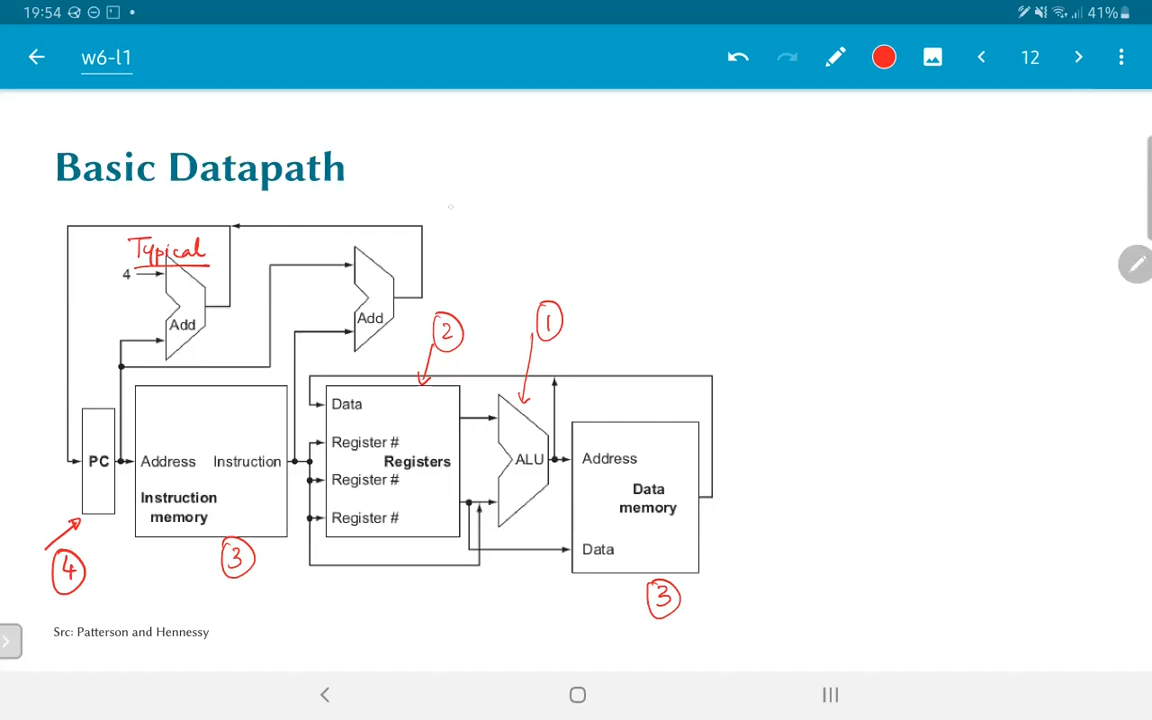 19:54
41%
w6-l1
12
Basic Datapath
Typical
4
Add
Add
2
1
Data
Register #
Registers
Register #
Register #
PC
Address
Instruction
Instruction
memory
ALU
Address
Data
memory
Data
4
3
3
Src: Patterson and Hennessy